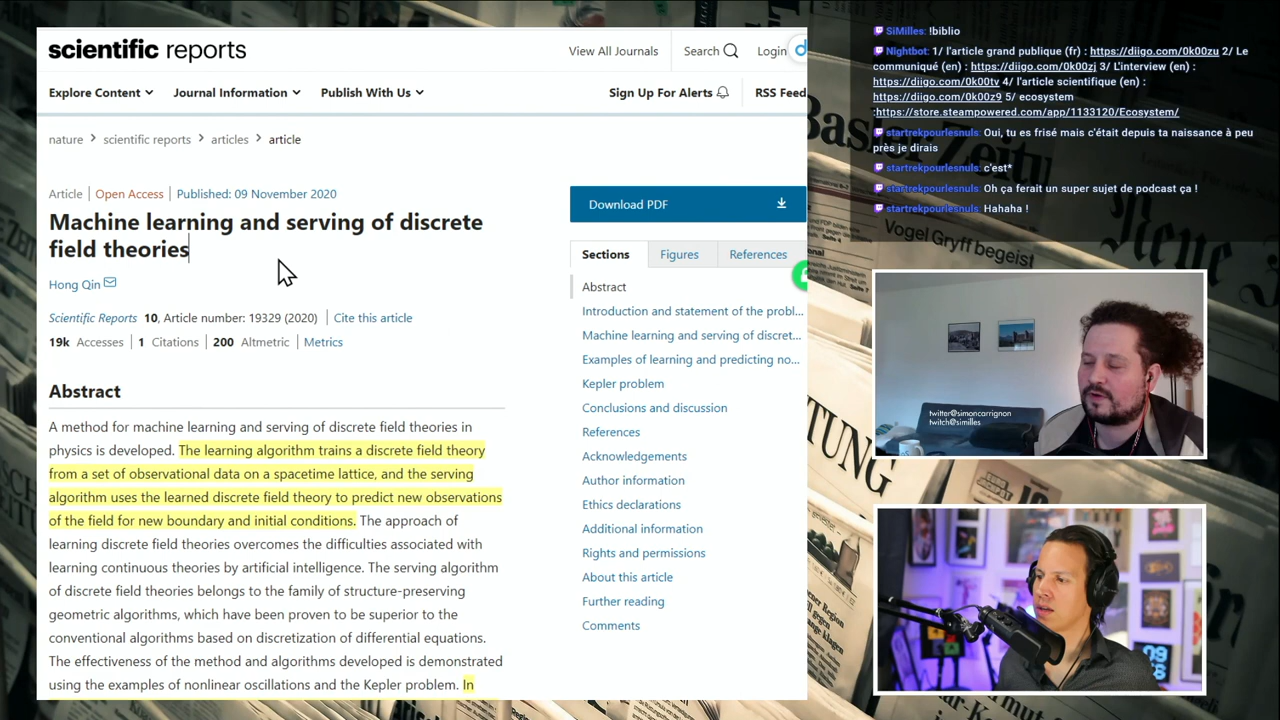 scientific reports
View All Journals
Search
Login
Explore Content
Journal Information
Publish With Us
Sign Up For Alerts
RSS Feed
nature > scientific reports > articles > article
Article | Open Access | Published: 09 November 2020
Machine learning and serving of discrete
field theories
Hong Qin
Scientific Reports 10, Article number: 19329 (2020) | Cite this article
19k Accesses | 1 Citations | 200 Altmetric | Metrics
Abstract
A method for machine learning and serving of discrete field theories in
physics is developed. The learning algorithm trains a discrete field theory
from a set of observational data on a spacetime lattice, and the serving
algorithm uses the learned discrete field theory to predict new observations
of the field for new boundary and initial conditions. The approach of
learning discrete field theories overcomes the difficulties associated with
learning continuous theories by artificial intelligence. The serving algorithm
of discrete field theories belongs to the family of structure-preserving
geometric algorithms, which have been proven to be superior to the
conventional algorithms based on discretization of differential equations.
The effectiveness of the method and algorithms developed is demonstrated
using the examples of nonlinear oscillations and the Kepler problem. In
Download PDF
Sections
Figures
References
Abstract
Introduction and statement of the probl...
Machine learning and serving of discret...
Examples of learning and predicting no...
Kepler problem
Conclusions and discussion
References
Acknowledgements
Author information
Ethics declarations
Additional information
Rights and permissions
About this article
Further reading
Comments
SiMilles: !biblio
Nightbot: 1/ l'article grand publique (fr) : https://diigo.com/0k00zu 2/ Le
communiqué (en) : https://diigo.com/0k00zj 3/ L'interview (en) :
https://diigo.com/0k00tv 4/ l'article scientifique (en) :
https://diigo.com/0k00z9 5/ ecosystem
:https://store.steampowered.com/app/1133120/Ecosystem/
startrekpourlesnuls: Oui, tu es frisé mais c'était depuis ta naissance à peu
près je dirais
startrekpourlesnuls: c'est*
startrekpourlesnuls: Oh ça ferait un super sujet de podcast ça !
startrekpourlesnuls: Hahaha !
Basler Zeitung
Vogel Gryff begeist
twitter@simoncarrignon
twitch@similles